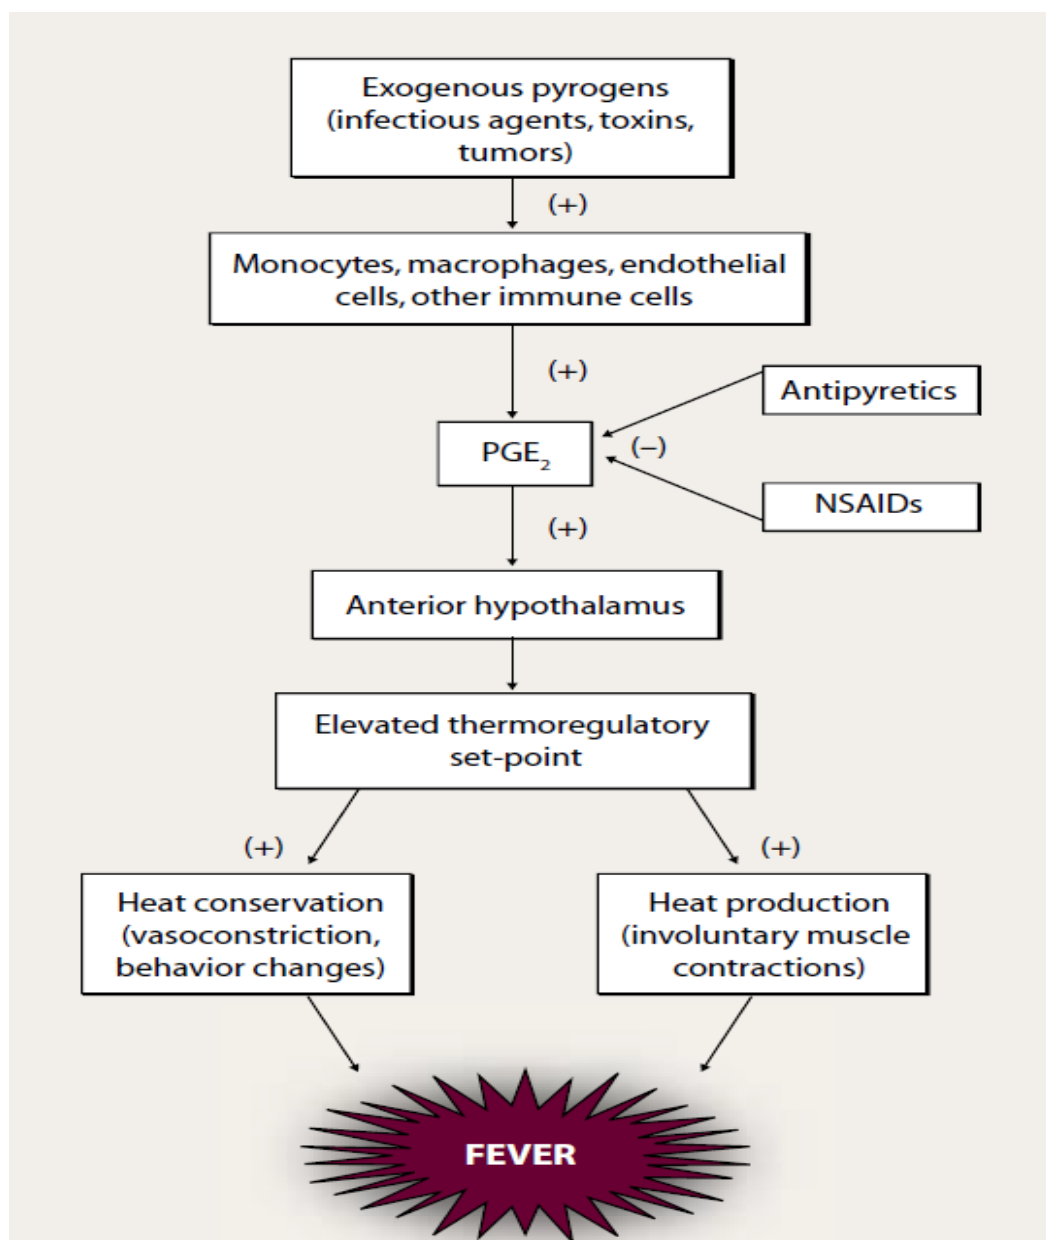 Exogenous pyrogens
(infectious agents, toxins,
tumors)
(+)
Monocytes, macrophages, endothelial
cells, other immune cells
(+)
Antipyretics
PGE₂
(–)
NSAIDs
(+)
Anterior hypothalamus
Elevated thermoregulatory
set-point
(+)
(+)
Heat conservation
(vasoconstriction,
behavior changes)
Heat production
(involuntary muscle
contractions)
FEVER